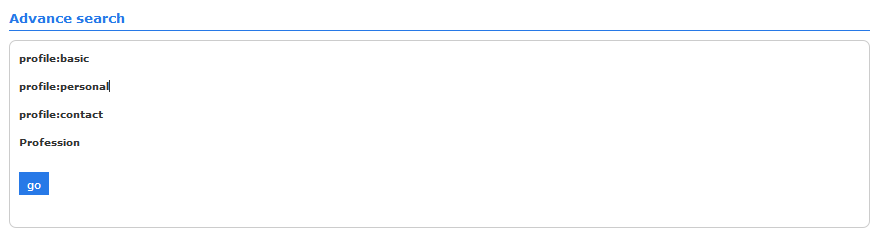 Advance search
profile:basic
profile:personal
profile:contact
Profession
go